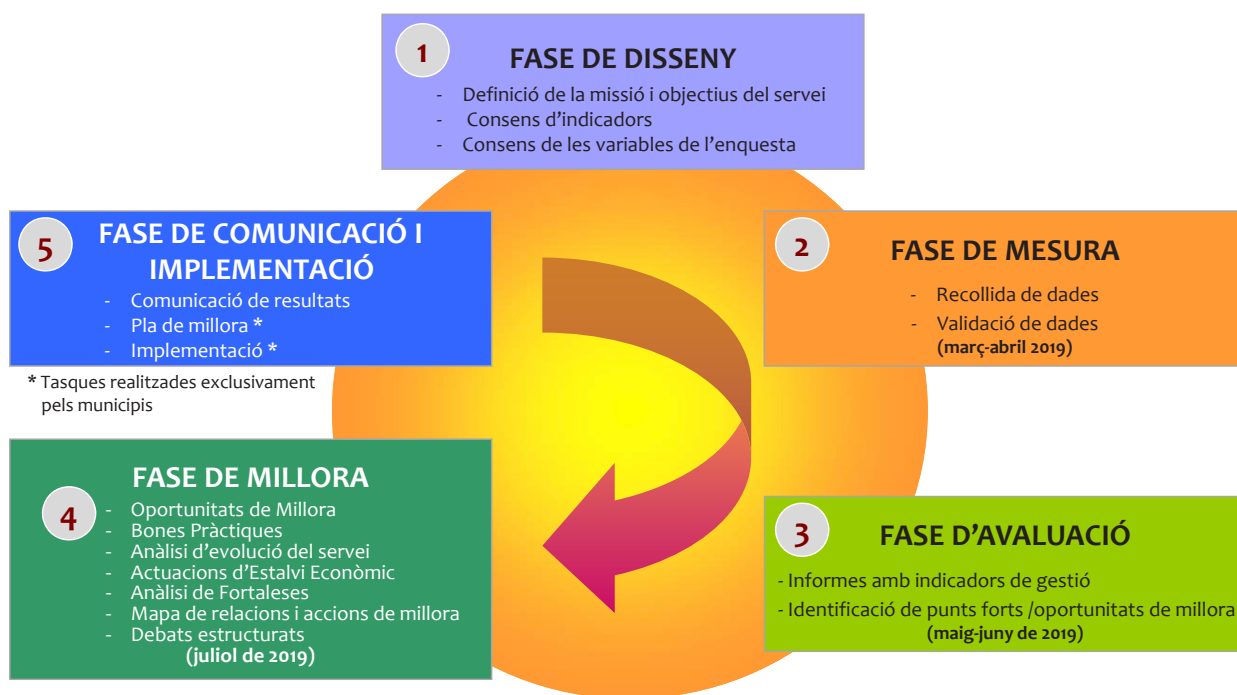 1
FASE DE DISSENY
- Definició de la missió i objectius del servei
- Consens d'indicadors
- Consens de les variables de l'enquesta
2
FASE DE MESURA
- Recollida de dades
- Validació de dades
(març-abril 2019)
3
FASE D'AVALUACIÓ
- Informes amb indicadors de gestió
- Identificació de punts forts /oportunitats de millora
(maig-juny de 2019)
4
FASE DE MILLORA
- Oportunitats de Millora
- Bones Pràctiques
- Anàlisi d'evolució del servei
- Actuacions d'Estalvi Econòmic
- Anàlisi de Fortaleses
- Mapa de relacions i accions de millora
- Debats estructurats
(juliol de 2019)
5
FASE DE COMUNICACIÓ I
IMPLEMENTACIÓ
- Comunicació de resultats
- Pla de millora *
- Implementació *
* Tasques realitzades exclusivament
pels municipis